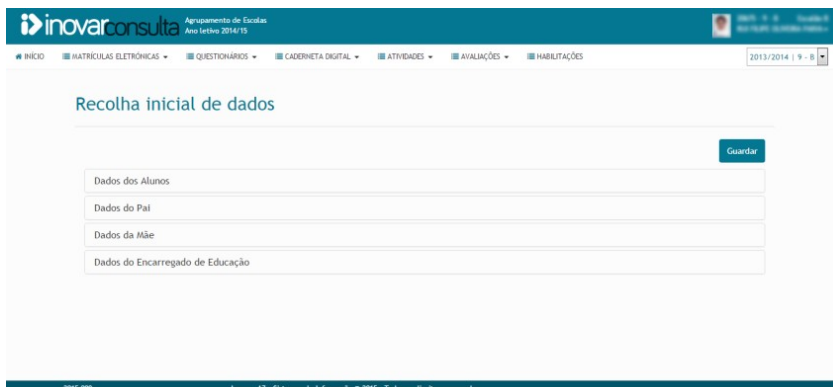 inovarconsulta
Agrupamento de Escolas
Ano letivo 2014/15
INÍCIO MATRÍCULAS ELETRÓNICAS QUESTIONÁRIOS CADERNETA DIGITAL ATIVIDADES AVALIAÇÕES HABILITAÇÕES 2013/2014 | 9 - B
Recolha inicial de dados
Guardar
Dados dos Alunos
Dados do Pai
Dados da Mãe
Dados do Encarregado de Educação